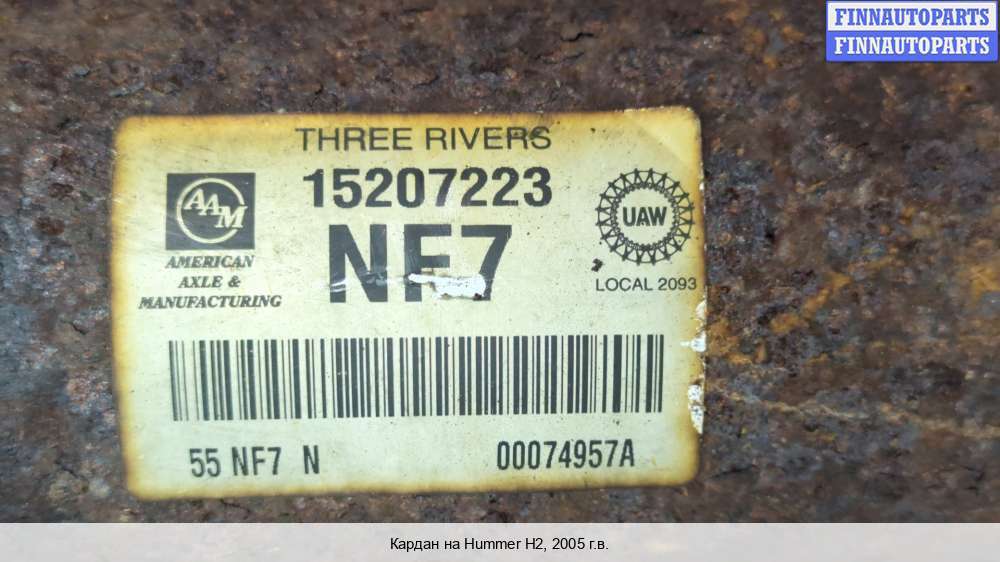 FINNAUTOPARTS
FINNAUTOPARTS
THREE RIVERS
15207223
NF7
AAM
AMERICAN
AXLE &
MANUFACTURING
UAW
LOCAL 2093
55 NF7 N
00074957A
Кардан на Hummer H2, 2005 г.в.